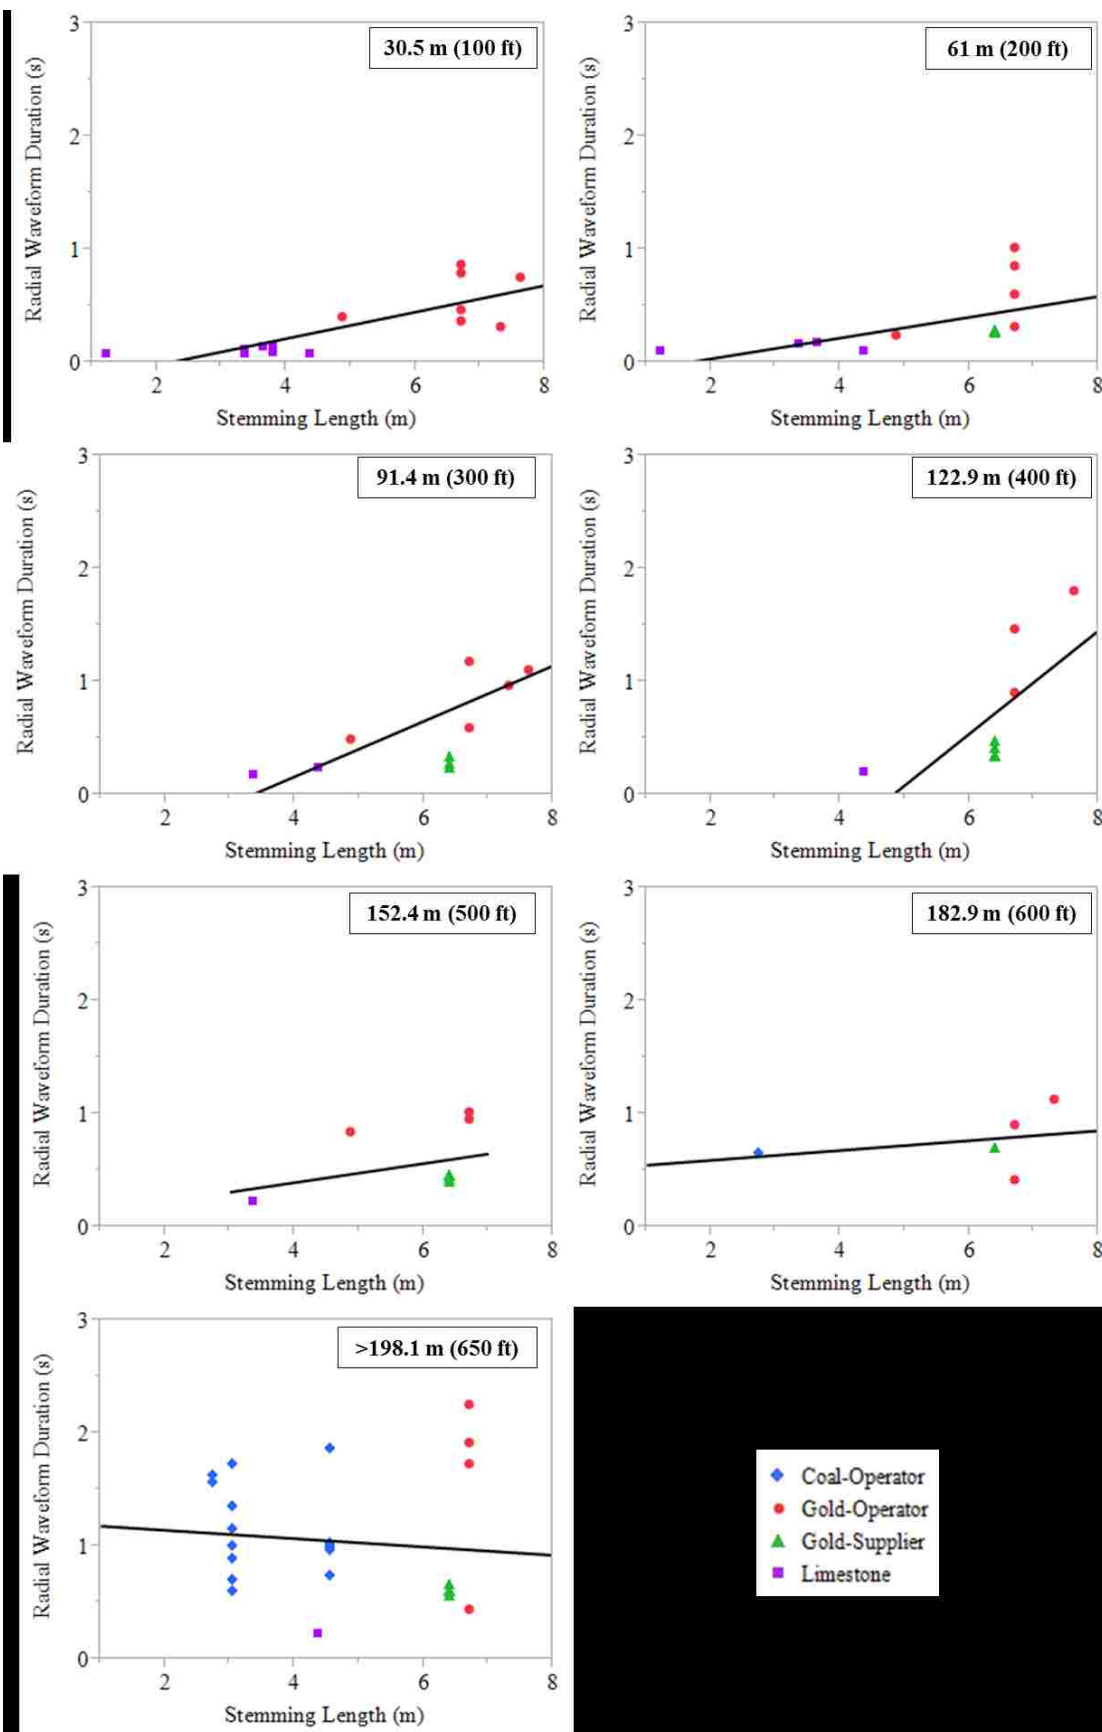 30.5 m (100 ft)
Radial Waveform Duration (s)
3
2
1
0
2 4 6 8
Stemming Length (m)
61 m (200 ft)
Radial Waveform Duration (s)
3
2
1
0
2 4 6 8
Stemming Length (m)
91.4 m (300 ft)
Radial Waveform Duration (s)
3
2
1
0
2 4 6 8
Stemming Length (m)
122.9 m (400 ft)
Radial Waveform Duration (s)
3
2
1
0
2 4 6 8
Stemming Length (m)
152.4 m (500 ft)
Radial Waveform Duration (s)
3
2
1
0
2 4 6 8
Stemming Length (m)
182.9 m (600 ft)
Radial Waveform Duration (s)
3
2
1
0
2 4 6 8
Stemming Length (m)
>198.1 m (650 ft)
Radial Waveform Duration (s)
3
2
1
0
2 4 6 8
Stemming Length (m)
Coal-Operator
Gold-Operator
Gold-Supplier
Limestone